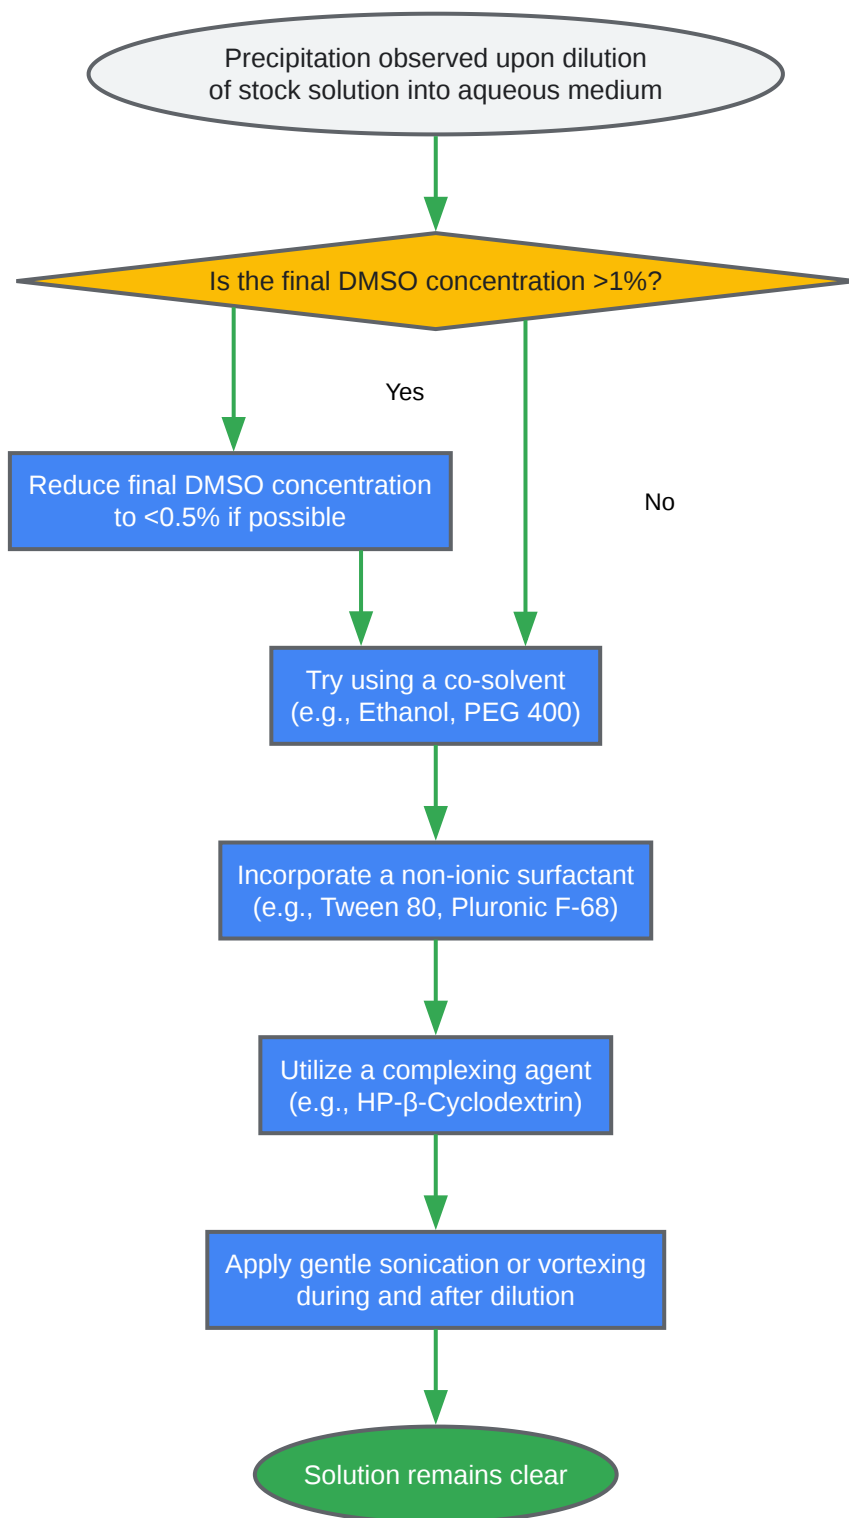 Precipitation observed upon dilution
of stock solution into aqueous medium
Is the final DMSO concentration >1%?
Yes
Reduce final DMSO concentration
to <0.5% if possible
No
Try using a co-solvent
(e.g., Ethanol, PEG 400)
Incorporate a non-ionic surfactant
(e.g., Tween 80, Pluronic F-68)
Utilize a complexing agent
(e.g., HP-β-Cyclodextrin)
Apply gentle sonication or vortexing
during and after dilution
Solution remains clear